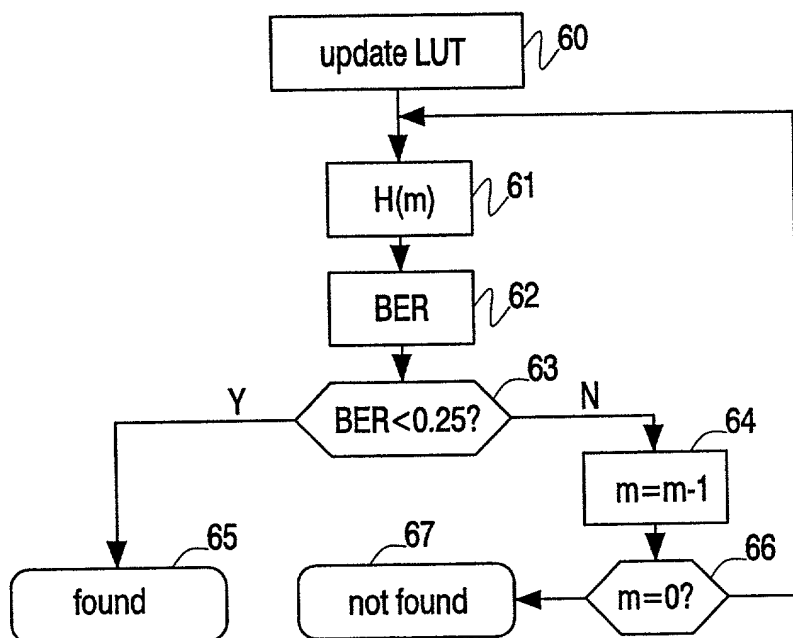 update LUT
60
H(m)
61
BER
62
BER<0.25?
63
Y
N
m=m-1
64
found
65
not found
67
m=0?
66